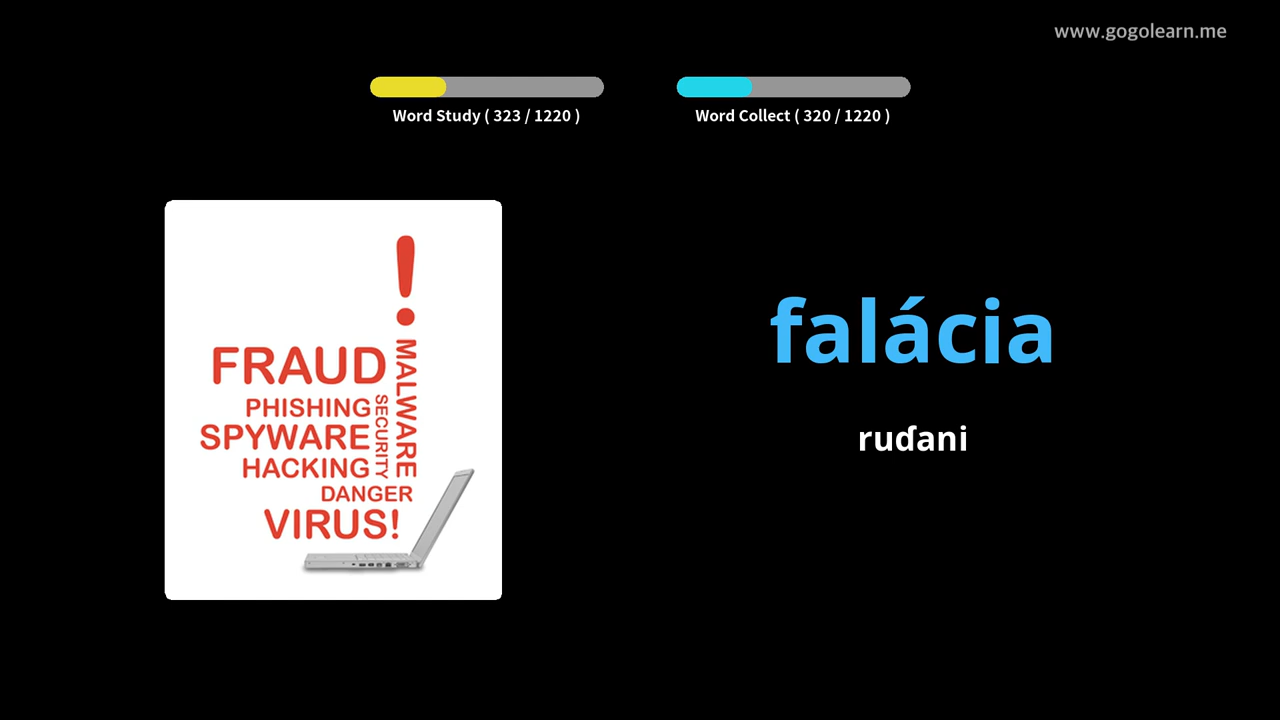 www.gogolearn.me
Word Study ( 323 / 1220 )
Word Collect ( 320 / 1220 )
!
FRAUD
MALWARE
PHISHING
SECURITY
SPYWARE
HACKING
DANGER
VIRUS!
falácia
ruɗani